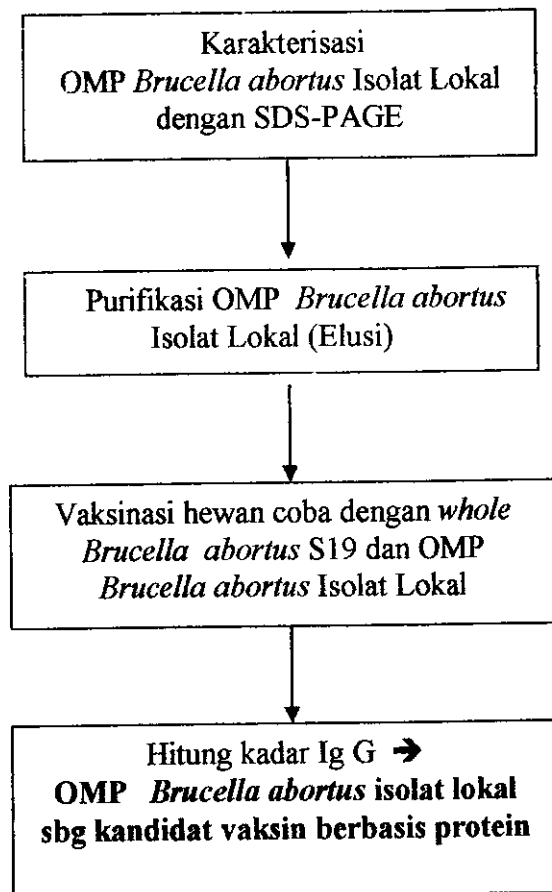 Karakterisasi
OMP Brucella abortus Isolat Lokal
dengan SDS-PAGE
Purifikasi OMP Brucella abortus
Isolat Lokal (Elusi)
Vaksinasi hewan coba dengan whole
Brucella abortus S19 dan OMP
Brucella abortus Isolat Lokal
Hitung kadar Ig G ➔
OMP Brucella abortus isolat lokal
sbg kandidat vaksin berbasis protein